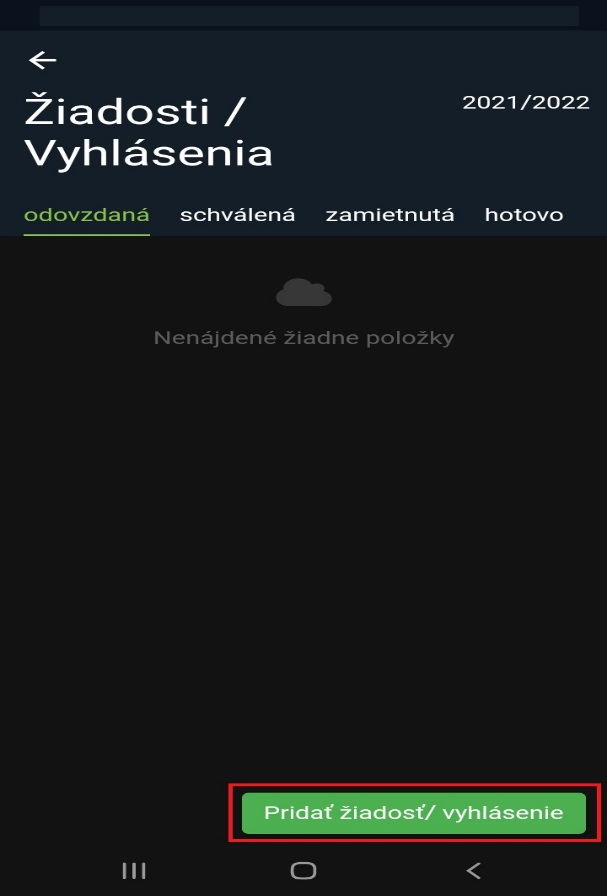 Žiadosti /
Vyhlásenia
2021/2022
odovzdaná schválená zamietnutá hotovo
Nenájdené žiadne položky
Pridať žiadosť/ vyhlásenie